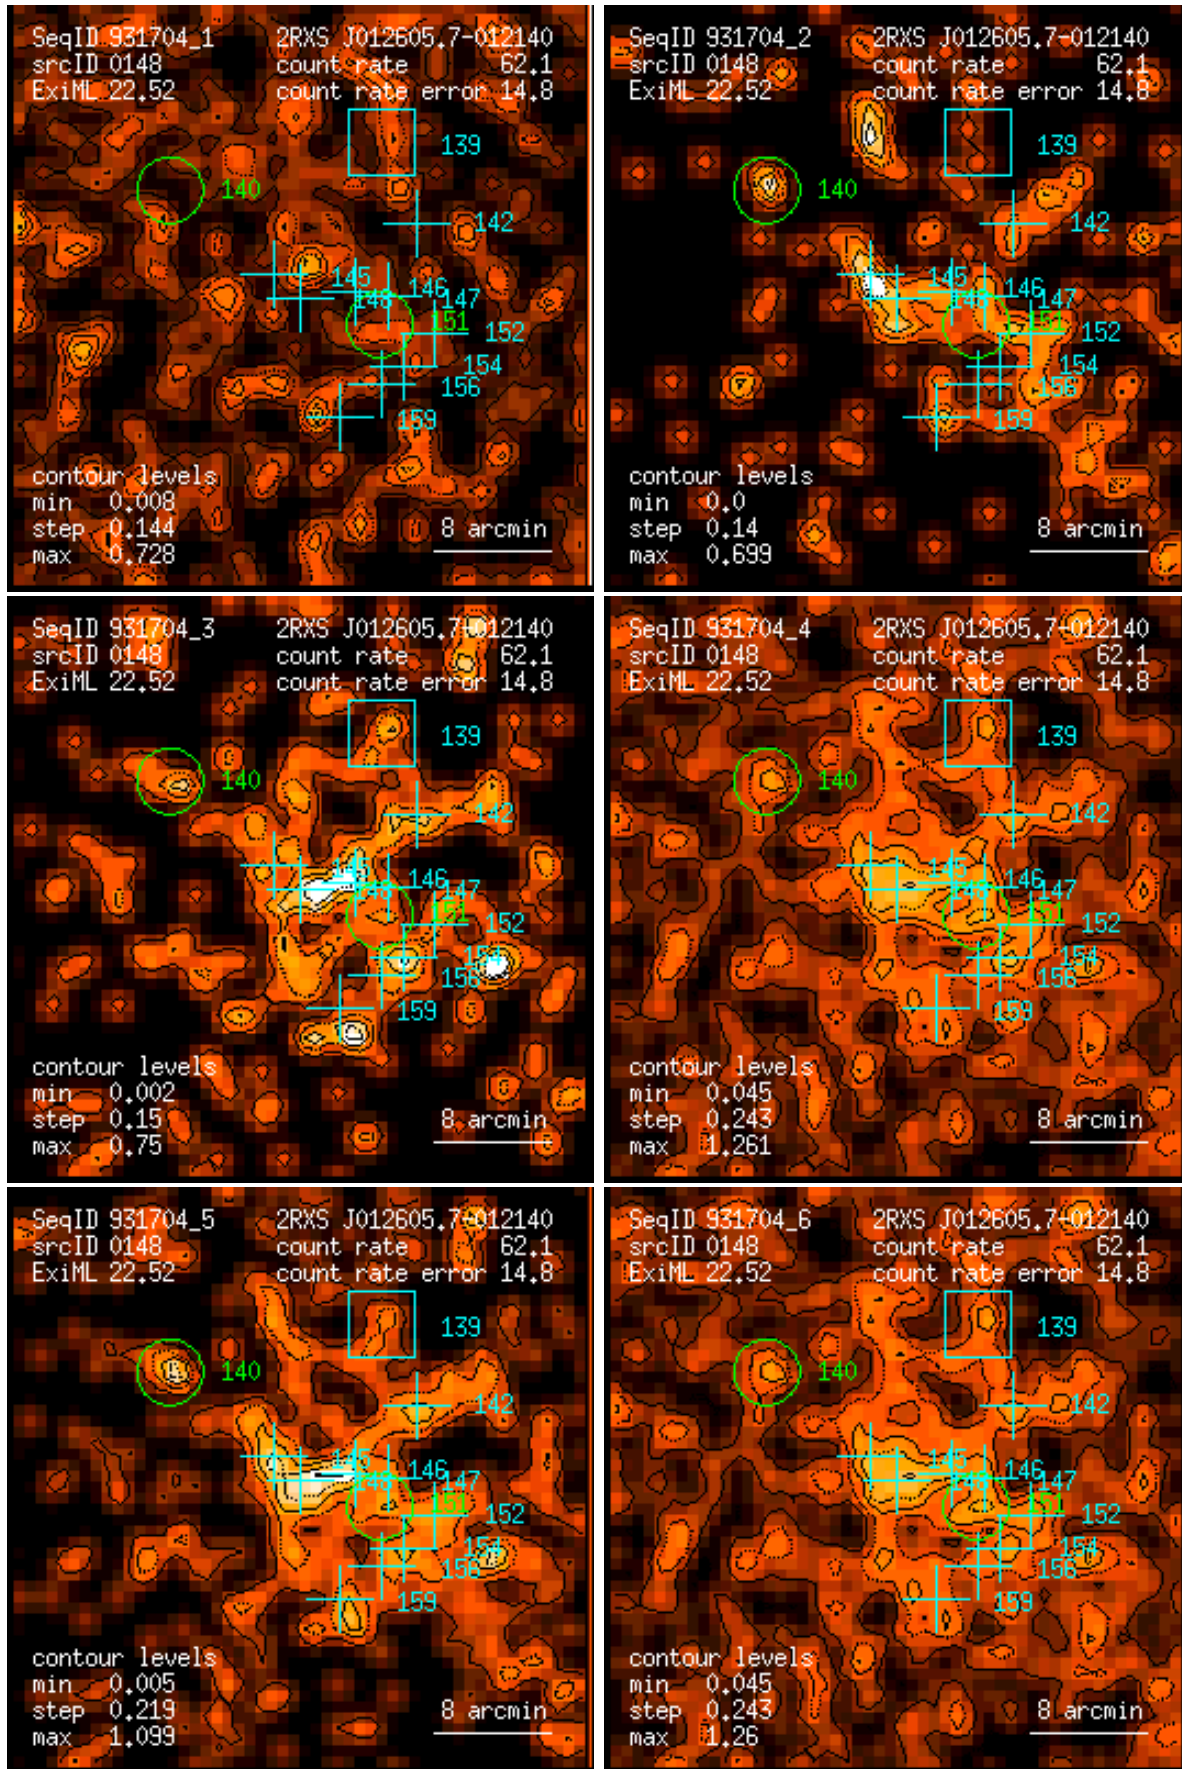 SeqID 931704_1 2RXS J012605.7-012140
srcID 0148 count rate 62.1
ExiML 22.52 count rate error 14.8
139
140
142
145
146
148 147
151
152
154
156
159
contour levels
min 0.008
step 0.144
max 0.728
8 arcmin
SeqID 931704_2 2RXS J012605.7-012140
srcID 0148 count rate 62.1
ExiML 22.52 count rate error 14.8
139
140
142
145
146
148 147
151
152
154
156
159
contour levels
min 0.0
step 0.14
max 0.699
8 arcmin
SeqID 931704_3 2RXS J012605.7-012140
srcID 0148 count rate 62.1
ExiML 22.52 count rate error 14.8
139
140
142
145
146
148 147
151
152
154
156
159
contour levels
min 0.002
step 0.15
max 0.75
8 arcmin
SeqID 931704_4 2RXS J012605.7-012140
srcID 0148 count rate 62.1
ExiML 22.52 count rate error 14.8
139
140
142
145
146
148 147
151
152
154
156
159
contour levels
min 0.045
step 0.243
max 1.261
8 arcmin
SeqID 931704_5 2RXS J012605.7-012140
srcID 0148 count rate 62.1
ExiML 22.52 count rate error 14.8
139
140
142
145
146
148 147
151
152
154
156
159
contour levels
min 0.005
step 0.219
max 1.099
8 arcmin
SeqID 931704_6 2RXS J012605.7-012140
srcID 0148 count rate 62.1
ExiML 22.52 count rate error 14.8
139
140
142
145
146
148 147
151
152
154
156
159
contour levels
min 0.045
step 0.243
max 1.26
8 arcmin